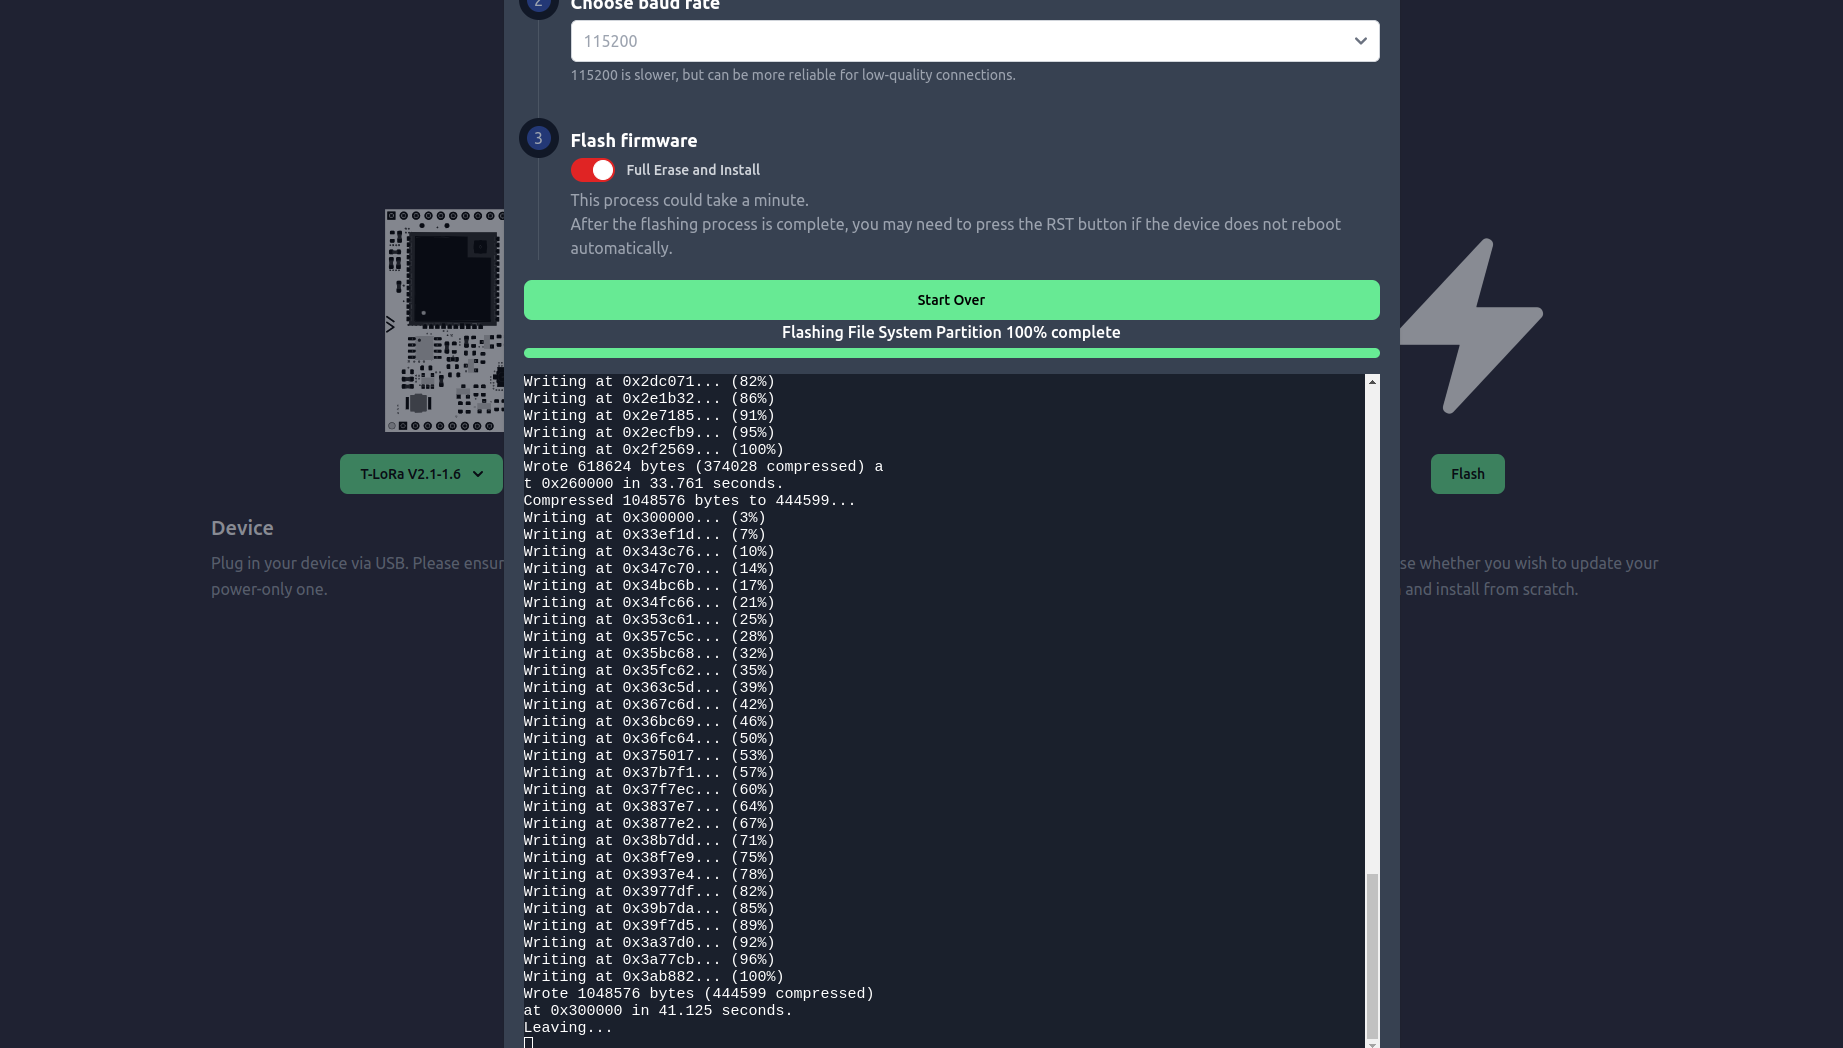 2
Choose baud rate
115200
115200 is slower, but can be more reliable for low-quality connections.
3
Flash firmware
Full Erase and Install
This process could take a minute.
After the flashing process is complete, you may need to press the RST button if the device does not reboot
automatically.
Start Over
Flashing File System Partition 100% complete
Writing at 0x2dc071... (82%)
Writing at 0x2e1b32... (86%)
Writing at 0x2e7185... (91%)
Writing at 0x2ecfb9... (95%)
Writing at 0x2f2569... (100%)
Wrote 618624 bytes (374028 compressed) a
t 0x260000 in 33.761 seconds.
Compressed 1048576 bytes to 444599...
Writing at 0x300000... (3%)
Writing at 0x33ef1d... (7%)
Writing at 0x343c76... (10%)
Writing at 0x347c70... (14%)
Writing at 0x34bc6b... (17%)
Writing at 0x34fc66... (21%)
Writing at 0x353c61... (25%)
Writing at 0x357c5c... (28%)
Writing at 0x35bc68... (32%)
Writing at 0x35fc62... (35%)
Writing at 0x363c5d... (39%)
Writing at 0x367c6d... (42%)
Writing at 0x36bc69... (46%)
Writing at 0x36fc64... (50%)
Writing at 0x375017... (53%)
Writing at 0x37b7f1... (57%)
Writing at 0x37f7ec... (60%)
Writing at 0x3837e7... (64%)
Writing at 0x3877e2... (67%)
Writing at 0x38b7dd... (71%)
Writing at 0x38f7e9... (75%)
Writing at 0x3937e4... (78%)
Writing at 0x3977df... (82%)
Writing at 0x39b7da... (85%)
Writing at 0x39f7d5... (89%)
Writing at 0x3a37d0... (92%)
Writing at 0x3a77cb... (96%)
Writing at 0x3ab882... (100%)
Wrote 1048576 bytes (444599 compressed)
at 0x300000 in 41.125 seconds.
Leaving...
T-LoRa V2.1-1.6
Device
Plug in your device via USB. Please ensur
power-only one.
Flash
se whether you wish to update your
and install from scratch.